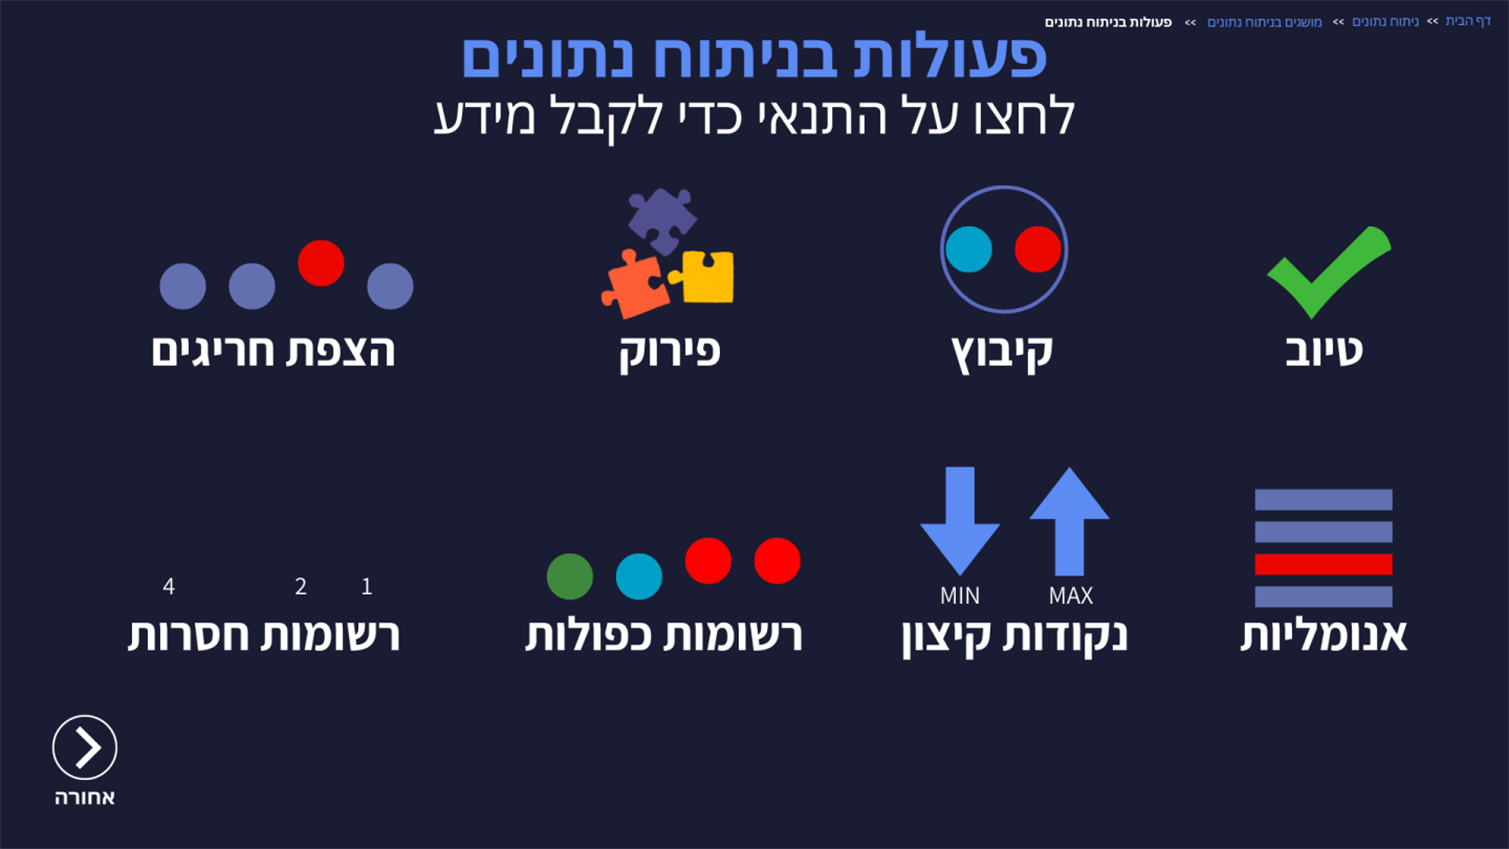 דף הבית >> ניתוח נתונים >> מושגים בניתוח נתונים >> פעולות בניתוח נתונים
פעולות בניתוח נתונים
לחצו על התנאי כדי לקבל מידע
טיוב
קיבוץ
פירוק
הצפת חריגים
MAX
MIN
1
2
4
אנומליות
נקודות קיצון
רשומות כפולות
רשומות חסרות
אחורה